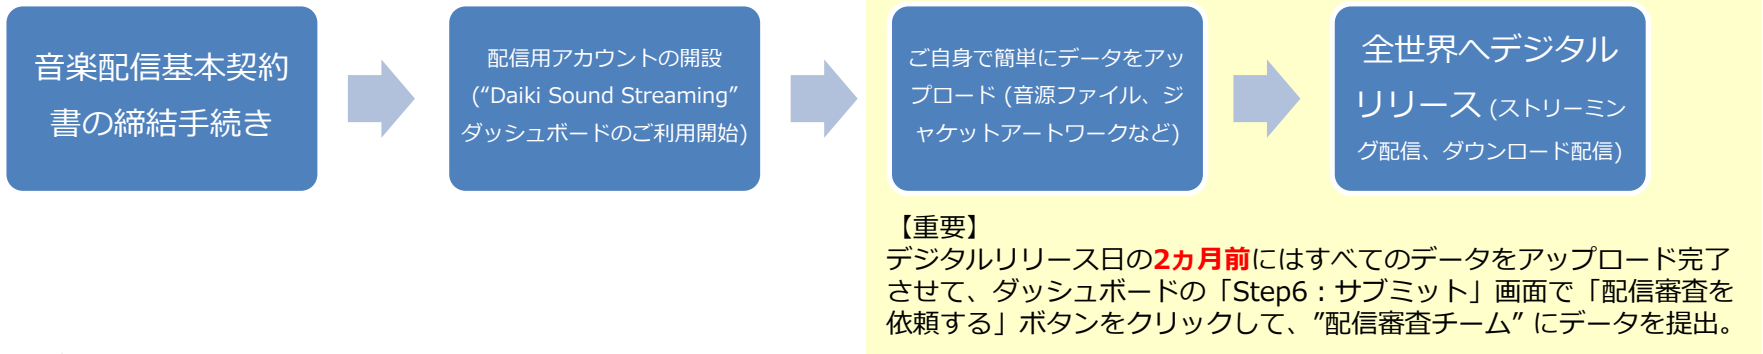 音楽配信基本契約
書の締結手続き
配信用アカウントの開設
(“Daiki Sound Streaming”
ダッシュボードのご利用開始)
ご自身で簡単にデータをアッ
プロード (音源ファイル、ジ
ャケットアートワークなど)
全世界へデジタル
リリース (ストリーミン
グ配信、ダウンロード配信)
【重要】
デジタルリリース日の2ヵ月前にはすべてのデータをアップロード完了
させて、ダッシュボードの「Step6：サブミット」画面で「配信審査を
依頼する」ボタンをクリックして、”配信審査チーム” にデータを提出。